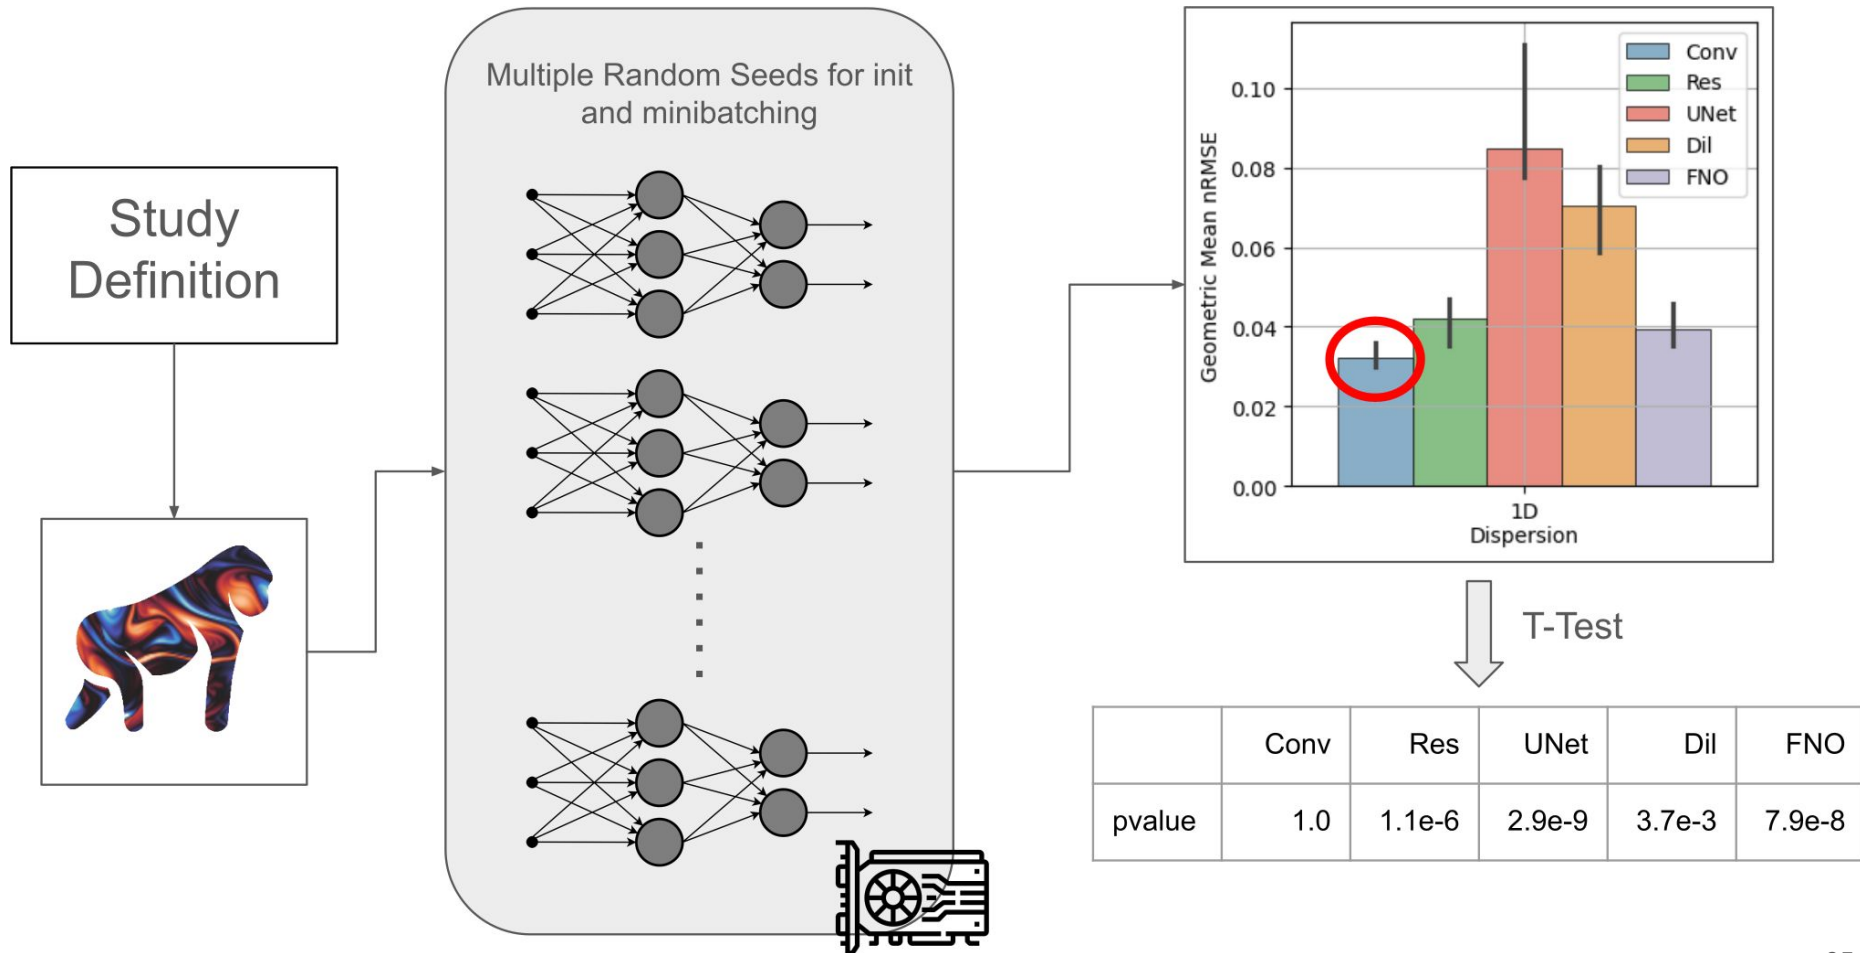 Study
Definition
Multiple Random Seeds for init
and minibatching
Conv
Res
UNet
Dil
FNO
Geometric Mean nRMSE
0.10
0.08
0.06
0.04
0.02
0.00
1D
Dispersion
T-Test
Conv Res UNet Dil FNO
pvalue 1.0 1.1e-6 2.9e-9 3.7e-3 7.9e-8